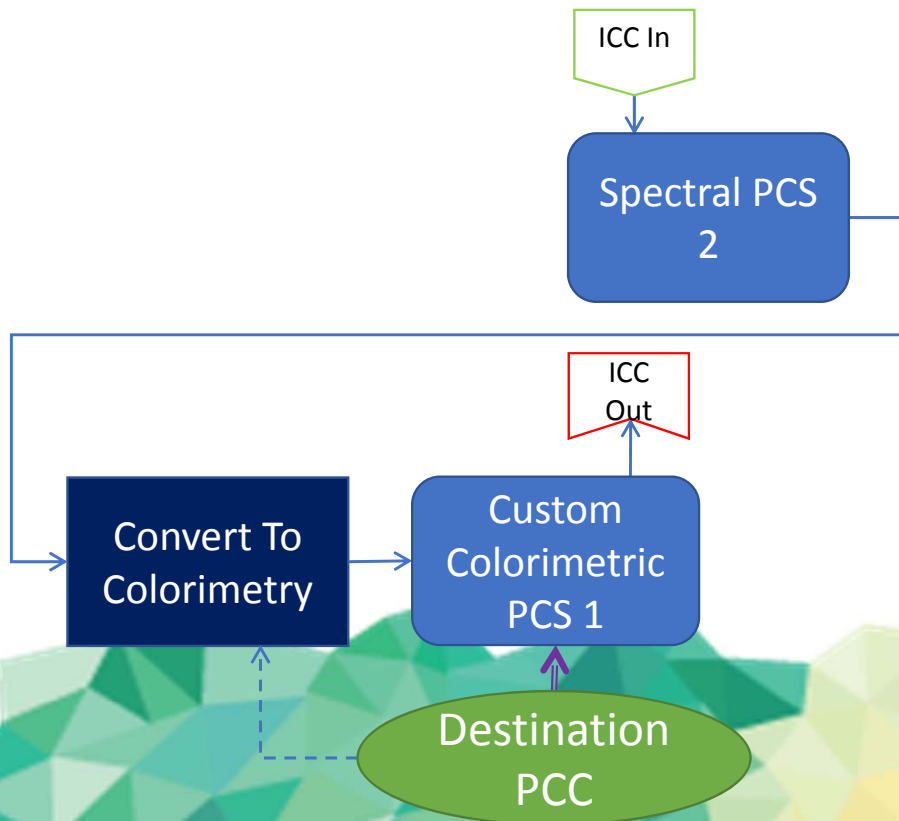 ICC In
Spectral PCS
2
ICC
Out
Convert To
Colorimetry
Custom
Colorimetric
PCS 1
Destination
PCC